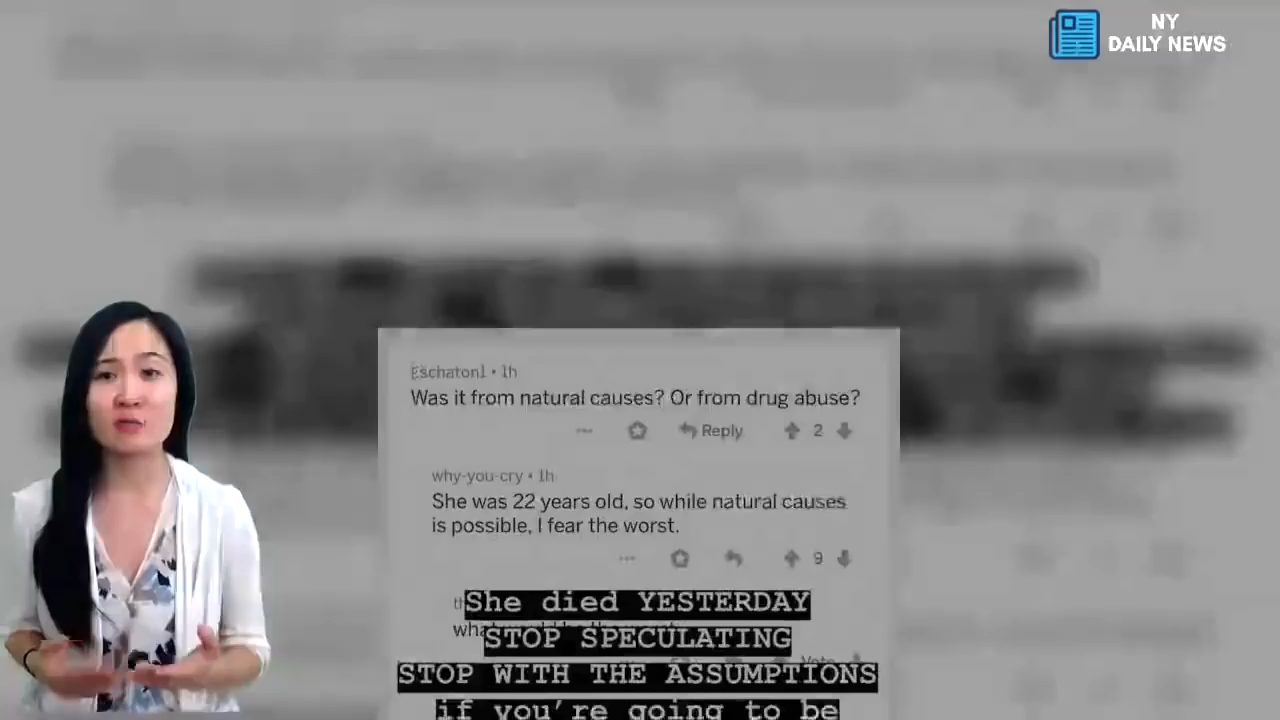 NY
DAILY NEWS
Eschaton1 • 1h
Was it from natural causes? Or from drug abuse?
Reply 2
why-you-cry • 1h
She was 22 years old, so while natural causes
is possible, I fear the worst.
9
She died YESTERDAY
STOP SPECULATING
STOP WITH THE ASSUMPTIONS
Vote
if you're going to be